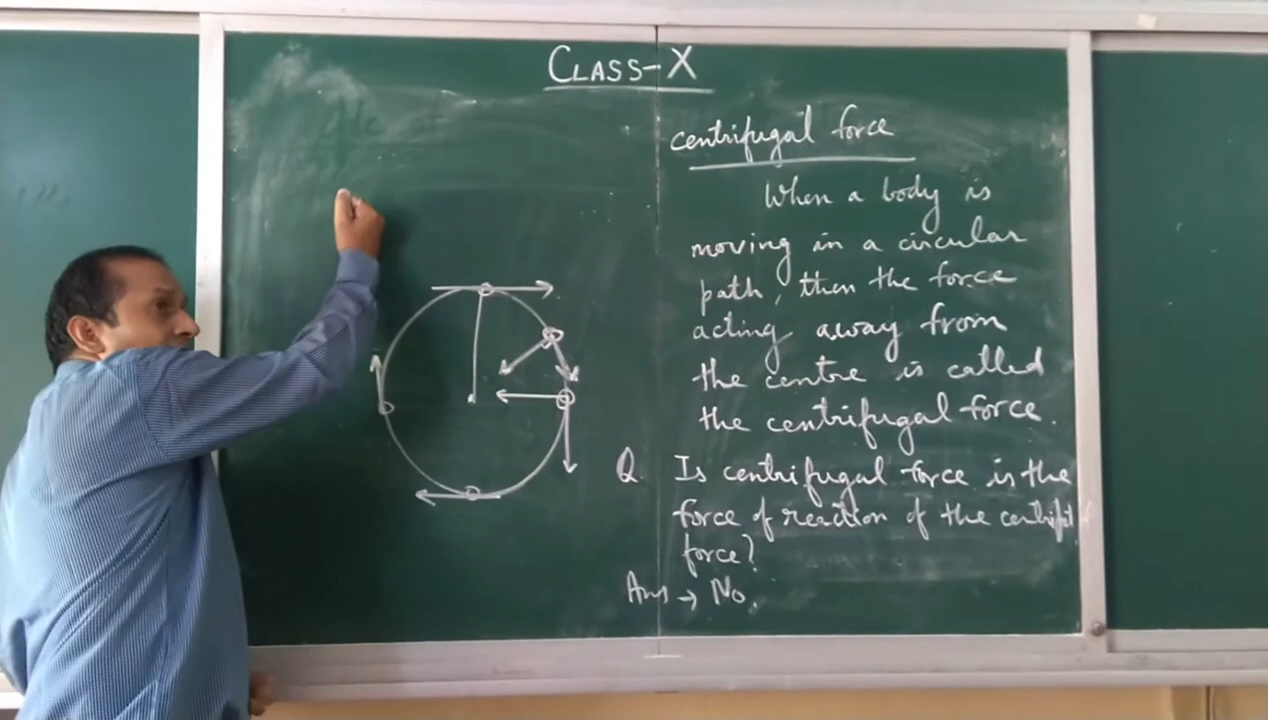 CLASS-X
centrifugal force
When a body is
moving in a circular
path, then the force
acting away from
the centre is called
the centrifugal force.
Q. Is centrifugal force is the
force of reaction of the
force?
Ans → No.